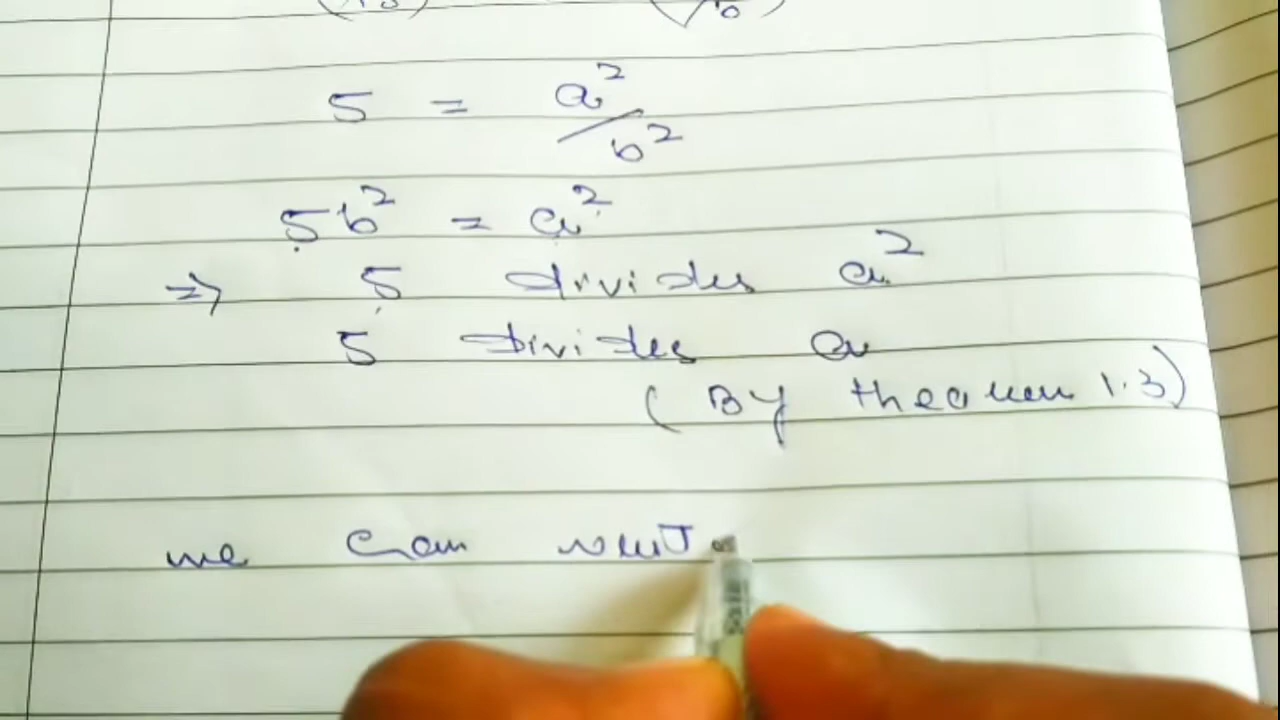 5 = a²/b²
5b² = a²
⇒ 5 divides a²
5 divides a
(By theorem 1.3)
we can write